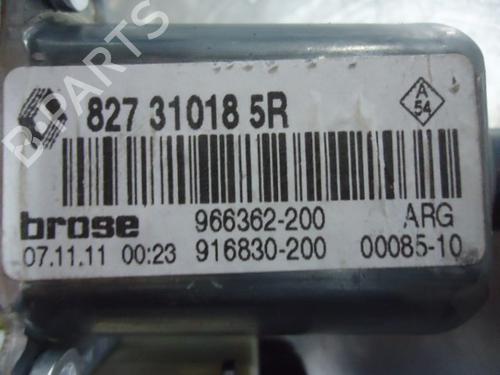 827 31018 5R
A
54
brose 966362-200 ARG
07.11.11 00:23 916830-200 00085-10
B-PARTS